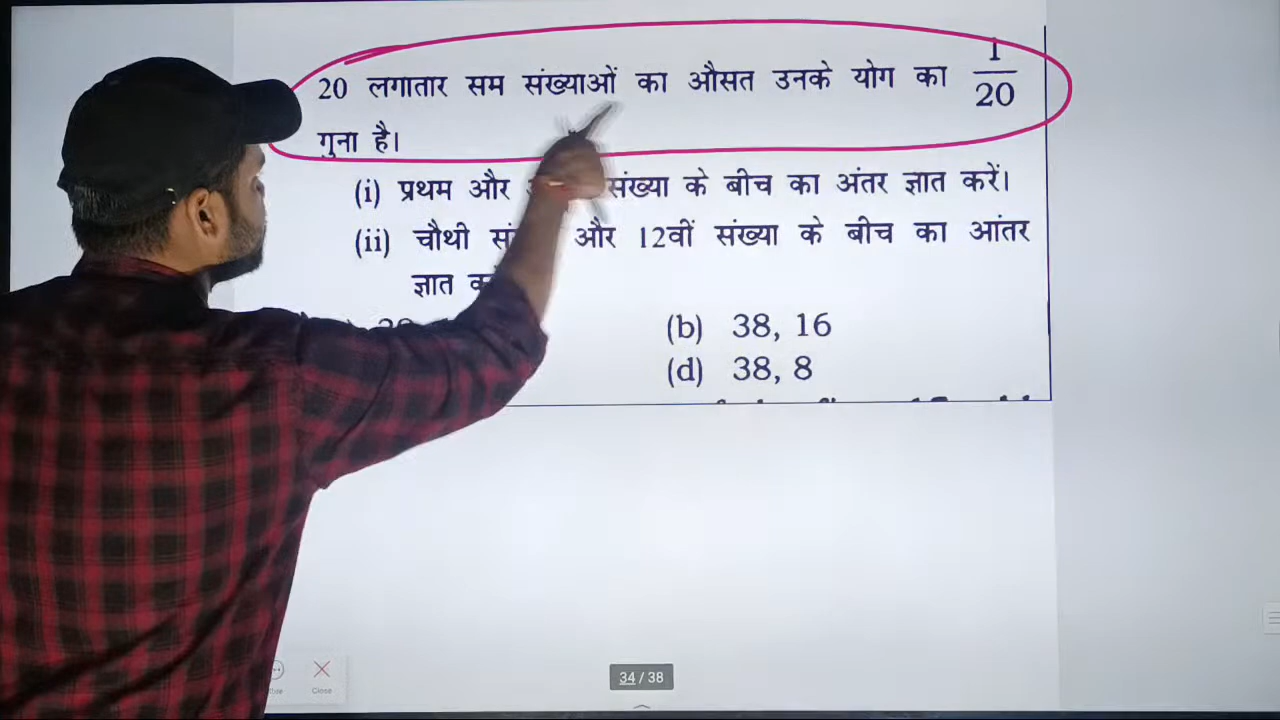 20 लगातार सम संख्याओं का औसत उनके योग का 1/20
गुना है।
(i) प्रथम और संख्या के बीच का अंतर ज्ञात करें।
(ii) चौथी और 12वीं संख्या के बीच का आंतर
ज्ञात
(b) 38, 16
(d) 38, 8
Close
34 / 38